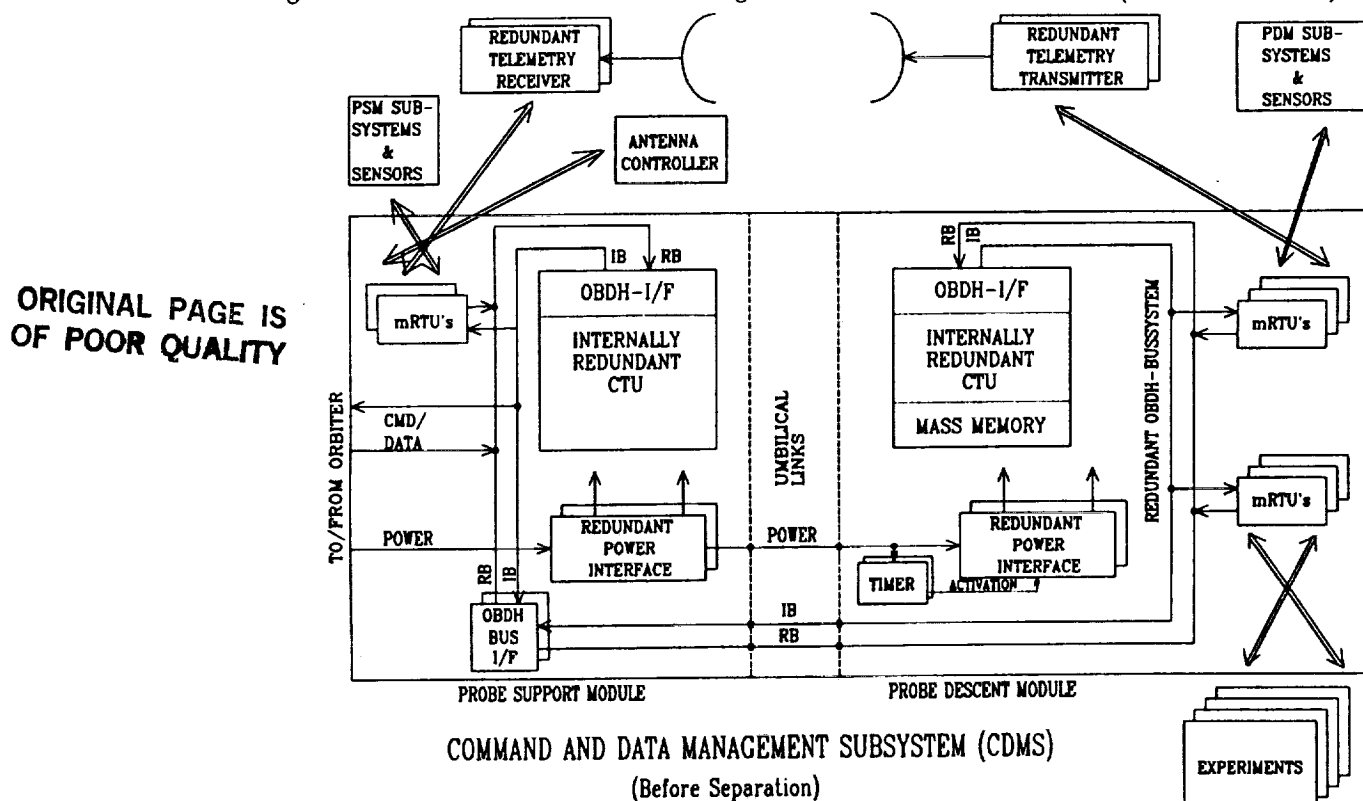 REDUNDANT
TELEMETRY
RECEIVER
REDUNDANT
TELEMETRY
TRANSMITTER
PDM SUB-
SYSTEMS
&
SENSORS
PSM SUB-
SYSTEMS
&
SENSORS
ANTENNA
CONTROLLER
ORIGINAL PAGE IS
OF POOR QUALITY
TO/FROM ORBITER
mRTU's
IB
RB
OBDH-I/F
INTERNALLY
REDUNDANT
CTU
CMD/
DATA
POWER
REDUNDANT
POWER
INTERFACE
RB
IB
OBDH
BUS
I/F
UMBILICAL
LINKS
POWER
IB
RB
RB
IB
OBDH-I/F
INTERNALLY
REDUNDANT
CTU
MASS MEMORY
REDUNDANT
POWER
INTERFACE
TIMER
ACTIVATION
REDUNDANT OBDH-BUSSYSTEM
mRTU's
mRTU's
PROBE SUPPORT MODULE
PROBE DESCENT MODULE
EXPERIMENTS
COMMAND AND DATA MANAGEMENT SUBSYSTEM (CDMS)
(Before Separation)